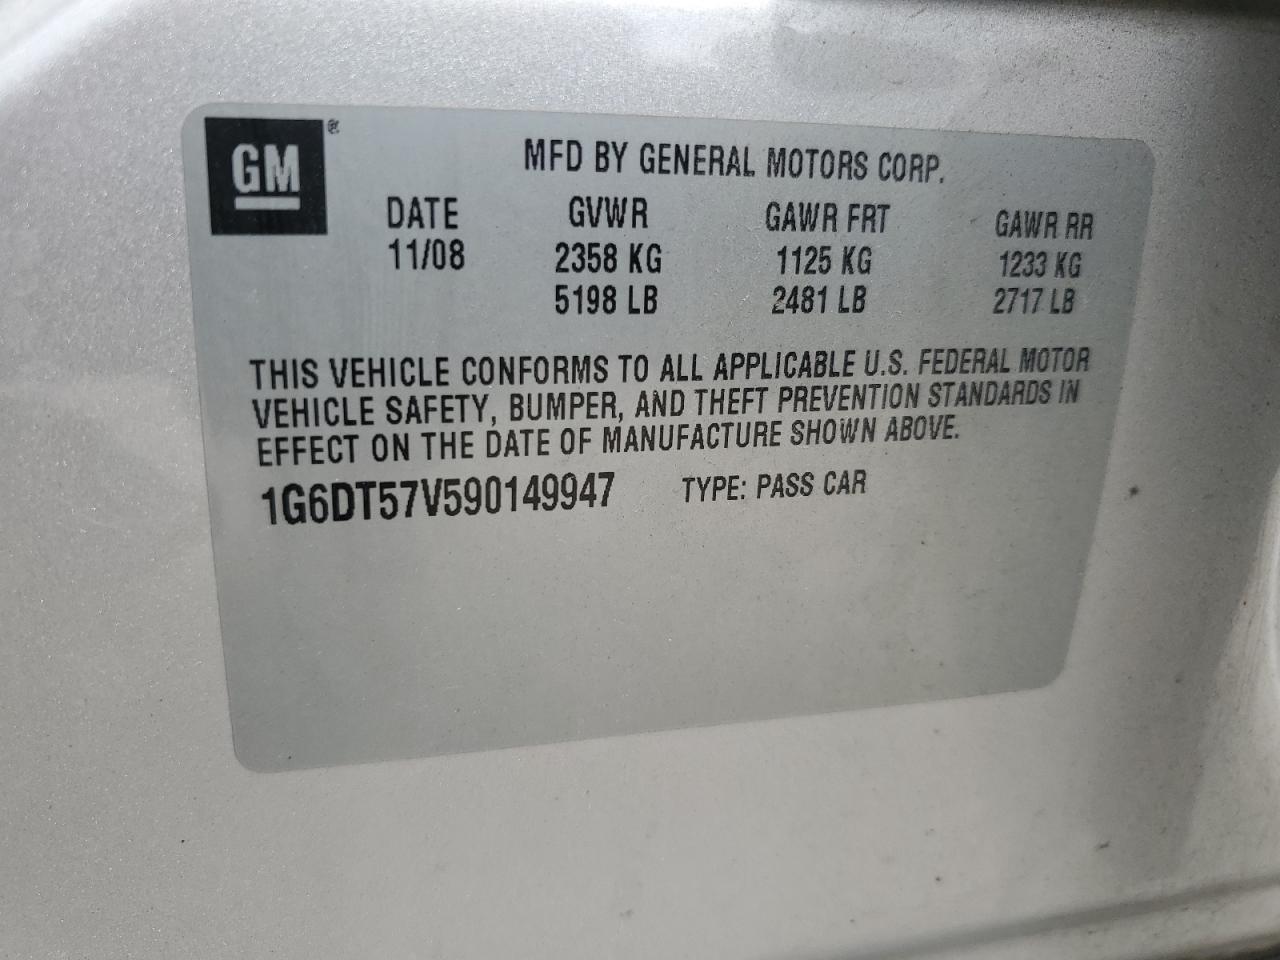 GM®
MFD BY GENERAL MOTORS CORP.
DATE GVWR GAWR FRT GAWR RR
11/08 2358 KG 1125 KG 1233 KG
5198 LB 2481 LB 2717 LB
THIS VEHICLE CONFORMS TO ALL APPLICABLE U.S. FEDERAL MOTOR
VEHICLE SAFETY, BUMPER, AND THEFT PREVENTION STANDARDS IN
EFFECT ON THE DATE OF MANUFACTURE SHOWN ABOVE.
1G6DT57V590149947 TYPE: PASS CAR